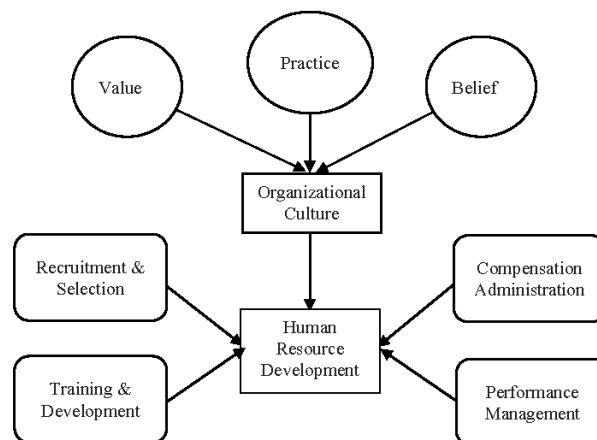 Value
Practice
Belief
Organizational
Culture
Recruitment &
Selection
Compensation
Administration
Human
Resource
Development
Training &
Development
Performance
Management